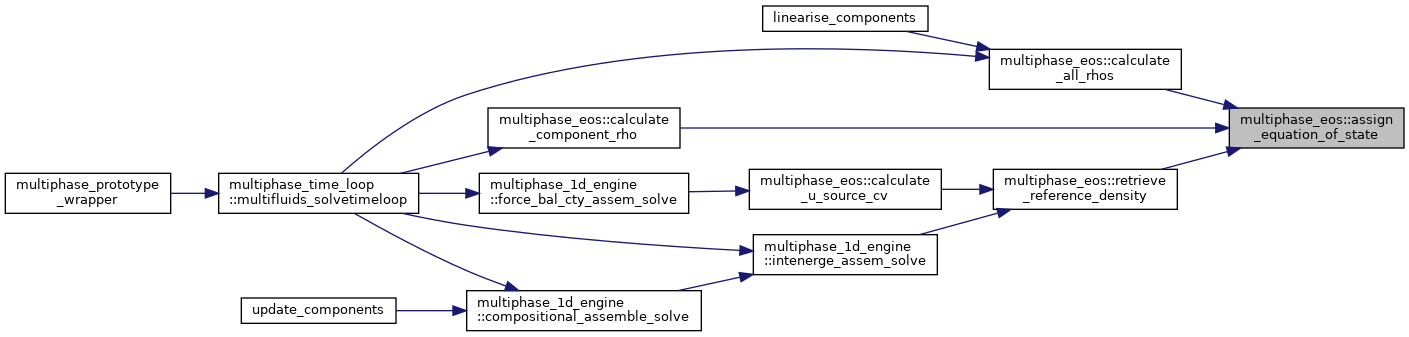 linearise_components
multiphase_eos::calculate
_all_rhos
multiphase_eos::assign
_equation_of_state
multiphase_eos::calculate
_component_rho
multiphase_prototype
_wrapper
multiphase_time_loop
::multifluids_solvetimeloop
multiphase_1d_engine
::force_bal_cty_assem_solve
multiphase_eos::calculate
_u_source_cv
multiphase_eos::retrieve
_reference_density
multiphase_1d_engine
::intenerge_assem_solve
update_components
multiphase_1d_engine
::compositional_assemble_solve